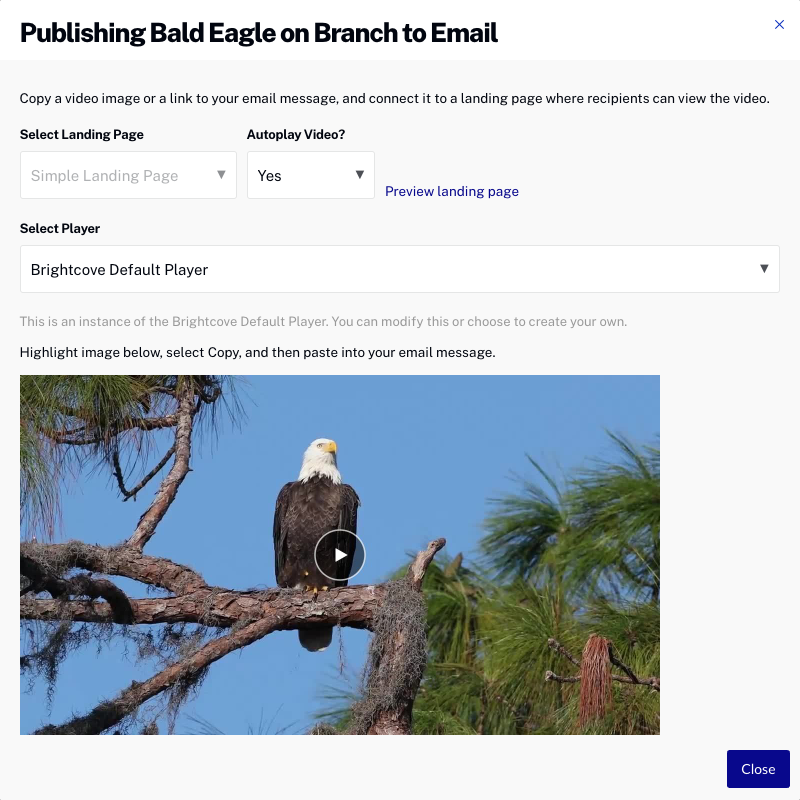 Publishing Bald Eagle on Branch to Email
×
Copy a video image or a link to your email message, and connect it to a landing page where recipients can view the video.
Select Landing Page
Autoplay Video?
Simple Landing Page
Yes
Preview landing page
Select Player
Brightcove Default Player
This is an instance of the Brightcove Default Player. You can modify this or choose to create your own.
Highlight image below, select Copy, and then paste into your email message.
Close